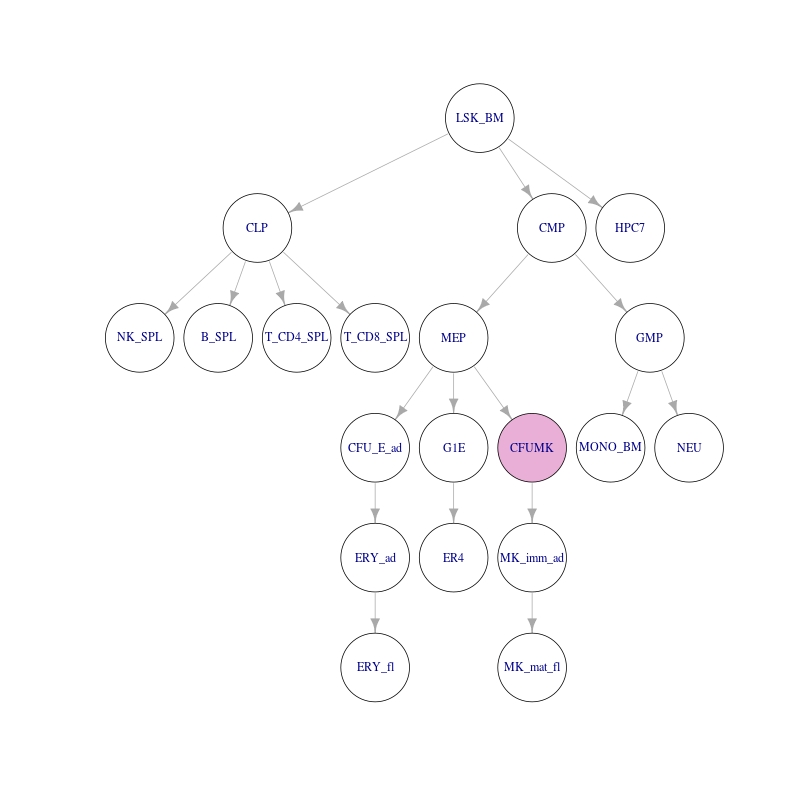 LSK_BM
CLP
CMP
HPC7
NK_SPL
B_SPL
T_CD4_SPL
T_CD8_SPL
MEP
GMP
CFU_E_ad
G1E
CFUMK
MONO_BM
NEU
ERY_ad
ER4
MK_imm_ad
ERY_fl
MK_mat_fl